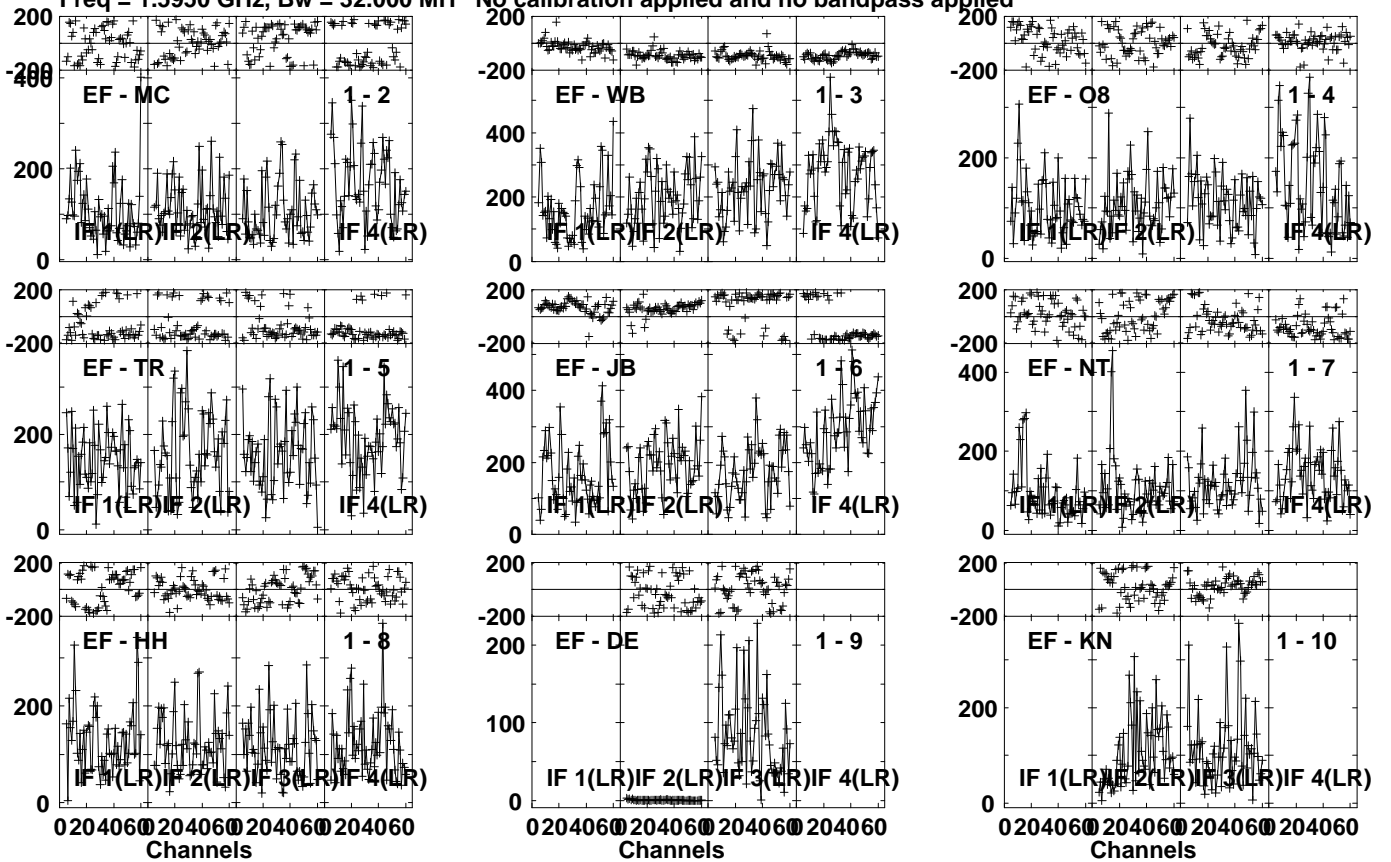 Freq = 1.5950 GHz, Bw = 32.000 MH No calibration applied and no bandpass applied
200
-200
400
200
0
EF - MC
1 - 2
IF 1(LR) IF 2(LR) IF 4(LR)
200
-200
400
200
0
EF - WB
1 - 3
IF 1(LR) IF 2(LR) IF 4(LR)
200
-200
200
0
EF - O8
1 - 4
IF 1(LR) IF 2(LR) IF 4(LR)
200
-200
200
0
EF - TR
1 - 5
IF 1(LR) IF 2(LR) IF 4(LR)
200
-200
400
200
0
EF - JB
1 - 6
IF 1(LR) IF 2(LR) IF 4(LR)
200
-200
400
200
0
EF - NT
1 - 7
IF 1(LR) IF 2(LR) IF 4(LR)
200
-200
200
0
EF - HH
1 - 8
IF 1(LR) IF 2(LR) IF 3(LR) IF 4(LR)
0 20 40 60 0 20 40 60 0 20 40 60 0 20 40 60
Channels
200
-200
200
100
0
EF - DE
1 - 9
IF 1(LR) IF 2(LR) IF 3(LR) IF 4(LR)
0 20 40 60 0 20 40 60 0 20 40 60 0 20 40 60
Channels
200
-200
200
0
EF - KN
1 - 10
IF 1(LR) IF 2(LR) IF 3(LR) IF 4(LR)
0 20 40 60 0 20 40 60 0 20 40 60 0 20 40 60
Channels